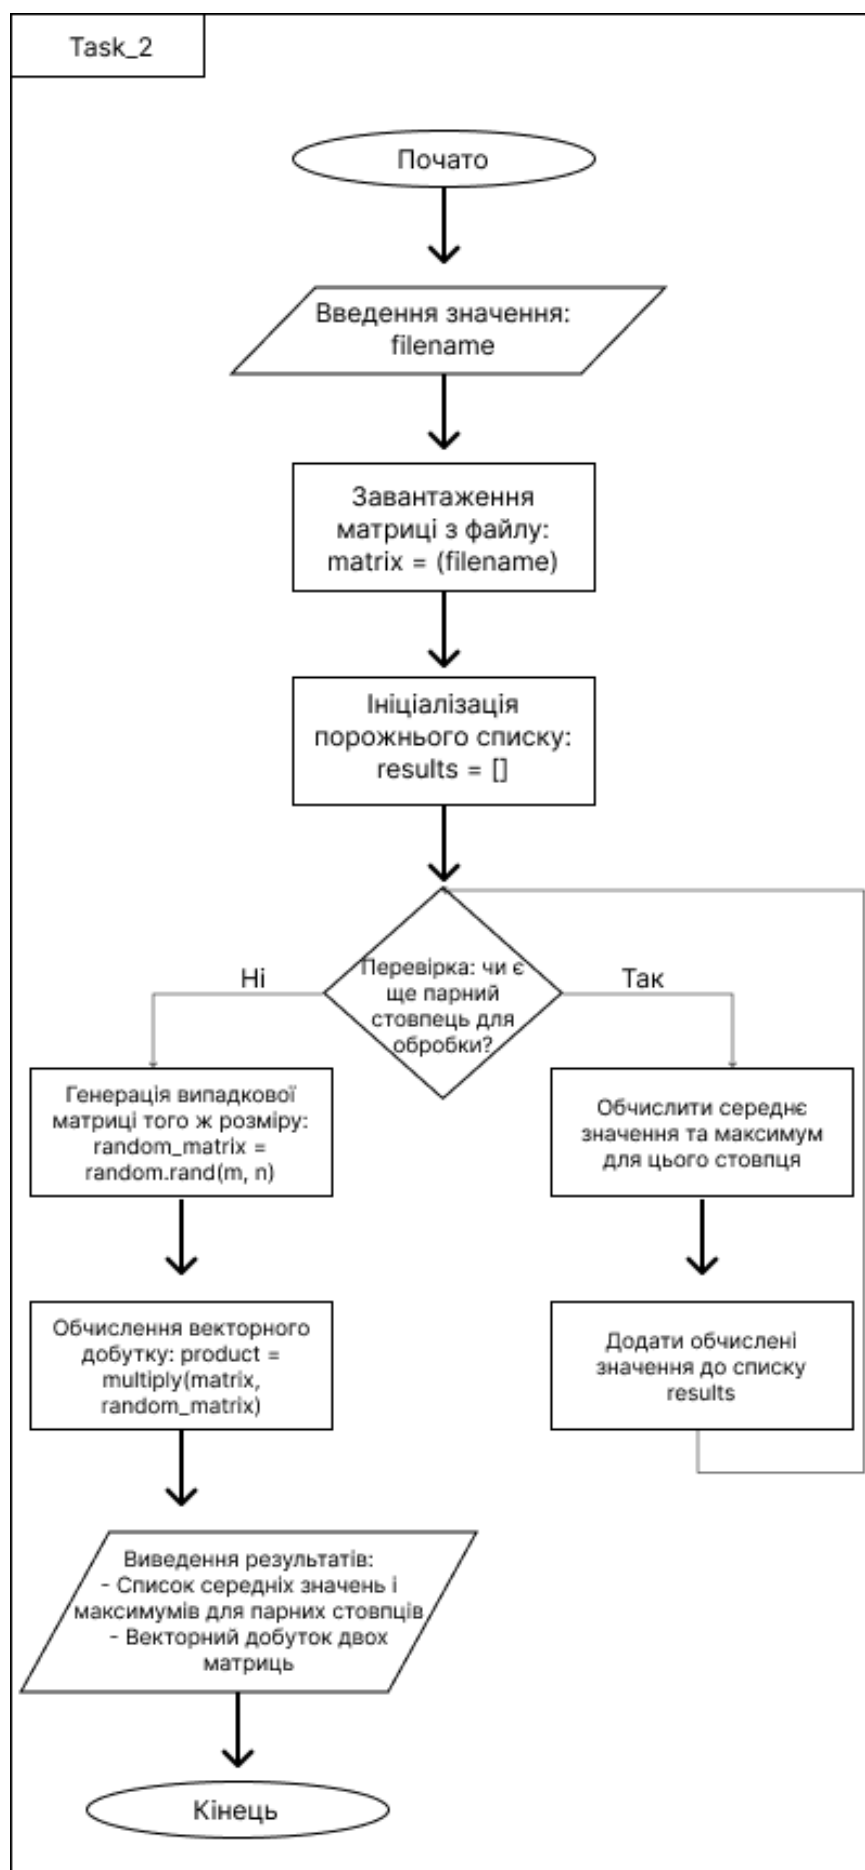 Task_2
Почато
Введення значення:
filename
Завантаження
матриці з файлу:
matrix = (filename)
Ініціалізація
порожнього списку:
results = []
Перевірка: чи є
ще парний
стовпець для
обробки?
Ні
Так
Генерація випадкової
матриці того ж розміру:
random_matrix =
random.rand(m, n)
Обчислити середнє
значення та максимум
для цього стовпця
Обчислення векторного
добутку: product =
multiply(matrix,
random_matrix)
Додати обчислені
значення до списку
results
Виведення результатів:
- Список середніх значень і
максимумів для парних стовпців
- Векторний добуток двох
матриць
Кінець